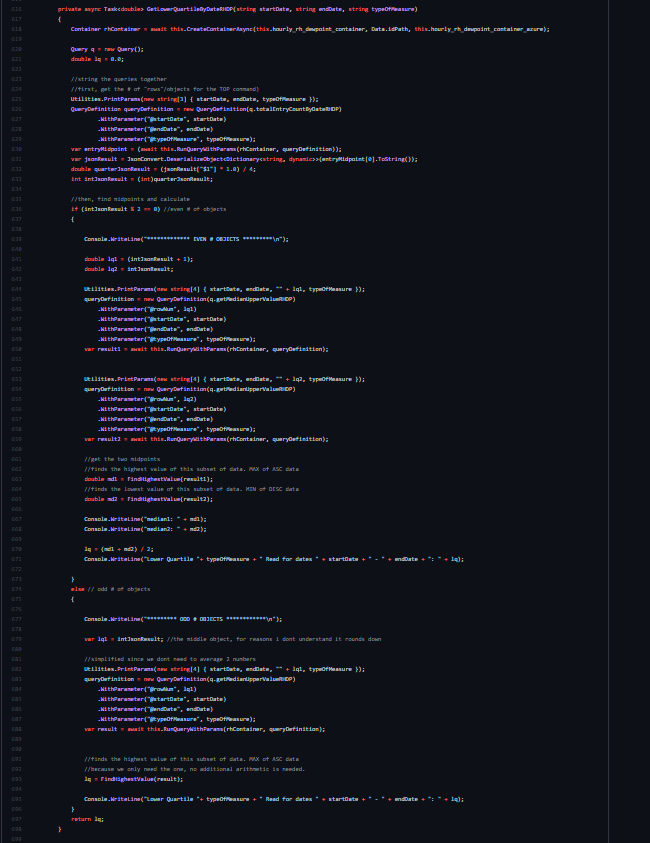 private async Task<double> GetLowerQuartileByDateRHDP(string startDate, string endDate, string typeOfMeasure)
{
Container rhContainer = await this.CreateContainerAsync(this.hourly_rh_dewpoint_container, Data.idPath, this.hourly_rh_dewpoint_container_azure);
Query q = new Query();
double lq = 0.0;
//string the queries together
//first, get the # of "rows"/objects for the TOP command)
Utilities.PrintParams(new string[3] { startDate, endDate, typeOfMeasure });
QueryDefinition queryDefinition = new QueryDefinition(q.totalEntryCountByDateRHDP)
.WithParameter("@startDate", startDate)
.WithParameter("@endDate", endDate)
.WithParameter("@typeOfMeasure", typeOfMeasure);
var entryMidpoint = (await this.RunQueryWithParams(rhContainer, queryDefinition));
var jsonResult = JsonConvert.DeserializeObject<Dictionary<string, dynamic>>(entryMidpoint[0].ToString());
double quarterJsonResult = (jsonResult["$1"] * 1.0) / 4;
int intJsonResult = (int)quarterJsonResult;
//then, find midpoints and calculate
if (intJsonResult % 2 == 0) //even # of objects
{
Console.WriteLine("************* EVEN # OBJECTS *********\n");
double lq1 = (intJsonResult + 1);
double lq2 = intJsonResult;
Utilities.PrintParams(new string[4] { startDate, endDate, "" + lq1, typeOfMeasure });
queryDefinition = new QueryDefinition(q.getMedianUpperValueRHDP)
.WithParameter("@rowNum", lq1)
.WithParameter("@startDate", startDate)
.WithParameter("@endDate", endDate)
.WithParameter("@typeOfMeasure", typeOfMeasure);
var result1 = await this.RunQueryWithParams(rhContainer, queryDefinition);
Utilities.PrintParams(new string[4] { startDate, endDate, "" + lq2, typeOfMeasure });
queryDefinition = new QueryDefinition(q.getMedianUpperValueRHDP)
.WithParameter("@rowNum", lq2)
.WithParameter("@startDate", startDate)
.WithParameter("@endDate", endDate)
.WithParameter("@typeOfMeasure", typeOfMeasure);
var result2 = await this.RunQueryWithParams(rhContainer, queryDefinition);
//get the two midpoints
//finds the highest value of this subset of data. MAX of ASC data
double md1 = FindHighestValue(result1);
//finds the lowest value of this subset of data. MIN of DESC data
double md2 = FindHighestValue(result2);
Console.WriteLine("median1: " + md1);
Console.WriteLine("median2: " + md2);
lq = (md1 + md2) / 2;
Console.WriteLine("Lower Quartile "+ typeOfMeasure + " Read for dates " + startDate + " - " + endDate + ": " + lq);
}
else // odd # of objects
{
Console.WriteLine("********* ODD # OBJECTS ************\n");
var lq1 = intJsonResult; //the middle object, for reasons i dont understand it rounds down
//simplified since we dont need to average 2 numbers
Utilities.PrintParams(new string[4] { startDate, endDate, "" + lq1, typeOfMeasure });
queryDefinition = new QueryDefinition(q.getMedianUpperValueRHDP)
.WithParameter("@rowNum", lq1)
.WithParameter("@startDate", startDate)
.WithParameter("@endDate", endDate)
.WithParameter("@typeOfMeasure", typeOfMeasure);
var result = await this.RunQueryWithParams(rhContainer, queryDefinition);
//finds the highest value of this subset of data. MAX of ASC data
//because we only need the one, no additional arithmetic is needed.
lq = FindHighestValue(result);
Console.WriteLine("Lower Quartile "+ typeOfMeasure + " Read for dates " + startDate + " - " + endDate + ": " + lq);
}
return lq;
}